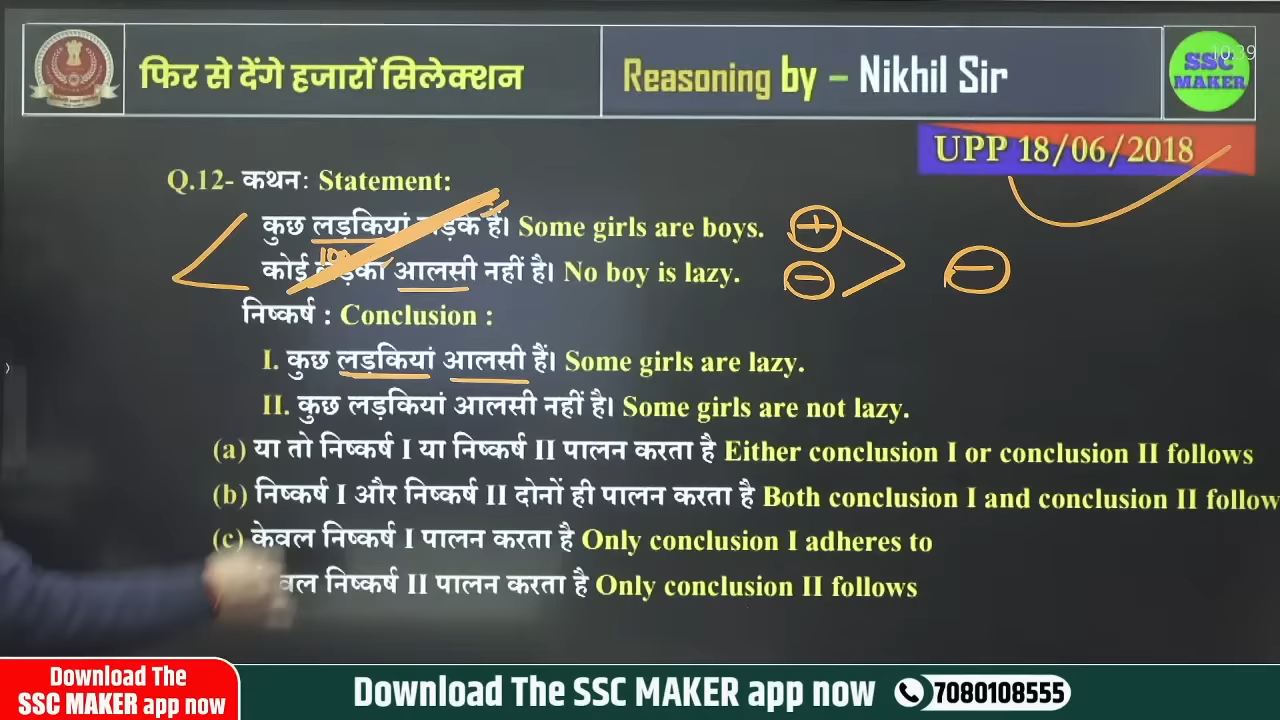 फिर से देंगे हजारों सिलेक्शन
Reasoning by – Nikhil Sir
10:39
SSC
MAKER
UPP 18/06/2018
Q.12- कथन: Statement:
कुछ लड़कियां लड़के हैं। Some girls are boys. +
100
कोई लड़का आलसी नहीं है। No boy is lazy. − −
निष्कर्ष : Conclusion :
I. कुछ लड़कियां आलसी हैं। Some girls are lazy.
II. कुछ लड़कियां आलसी नहीं है। Some girls are not lazy.
(a) या तो निष्कर्ष I या निष्कर्ष II पालन करता है Either conclusion I or conclusion II follows
(b) निष्कर्ष I और निष्कर्ष II दोनों ही पालन करता है Both conclusion I and conclusion II follow
(c) केवल निष्कर्ष I पालन करता है Only conclusion I adheres to
निष्कर्ष II पालन करता है Only conclusion II follows
Download The
SSC MAKER app now
Download The SSC MAKER app now 7080108555